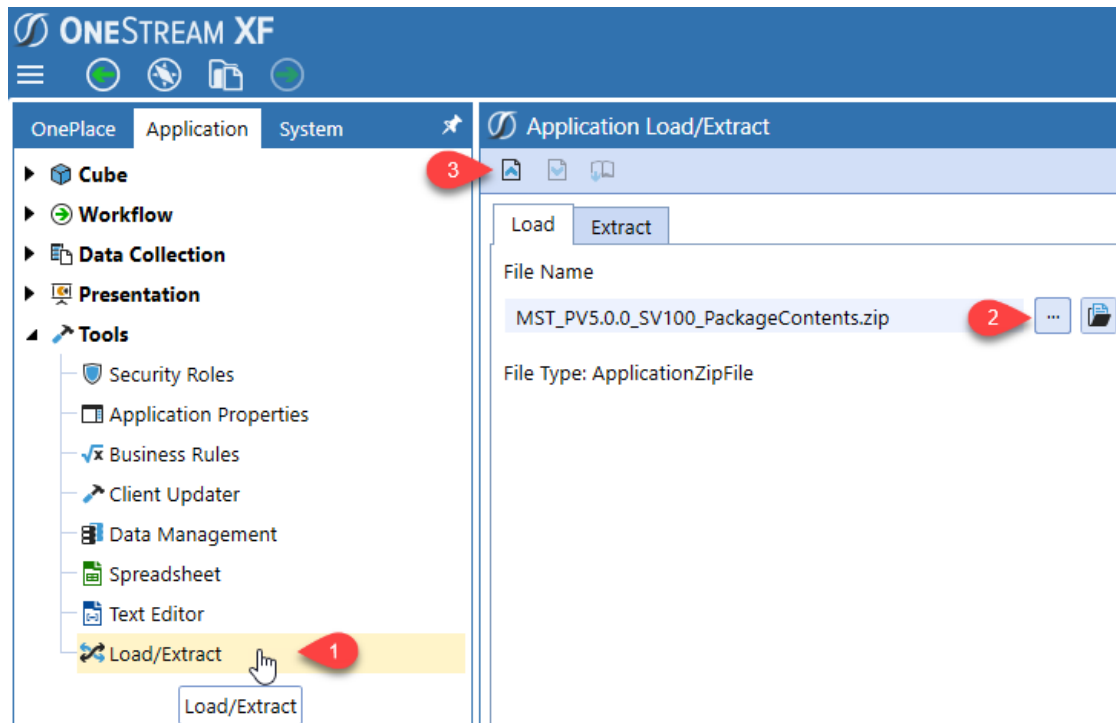 ONESTREAM XF
OnePlace Application System
Application Load/Extract
Cube
3
Workflow
Load Extract
Data Collection
File Name
Presentation
MST_PV5.0.0_SV100_PackageContents.zip 2 ...
Tools
Security Roles
File Type: ApplicationZipFile
Application Properties
Business Rules
Client Updater
Data Management
Spreadsheet
Text Editor
Load/Extract 1
Load/Extract